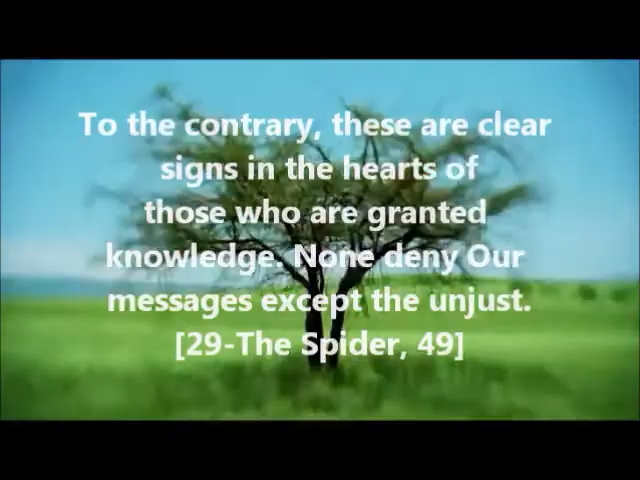 To the contrary, these are clear
signs in the hearts of
those who are granted
knowledge. None deny Our
messages except the unjust.
[29-The Spider, 49]